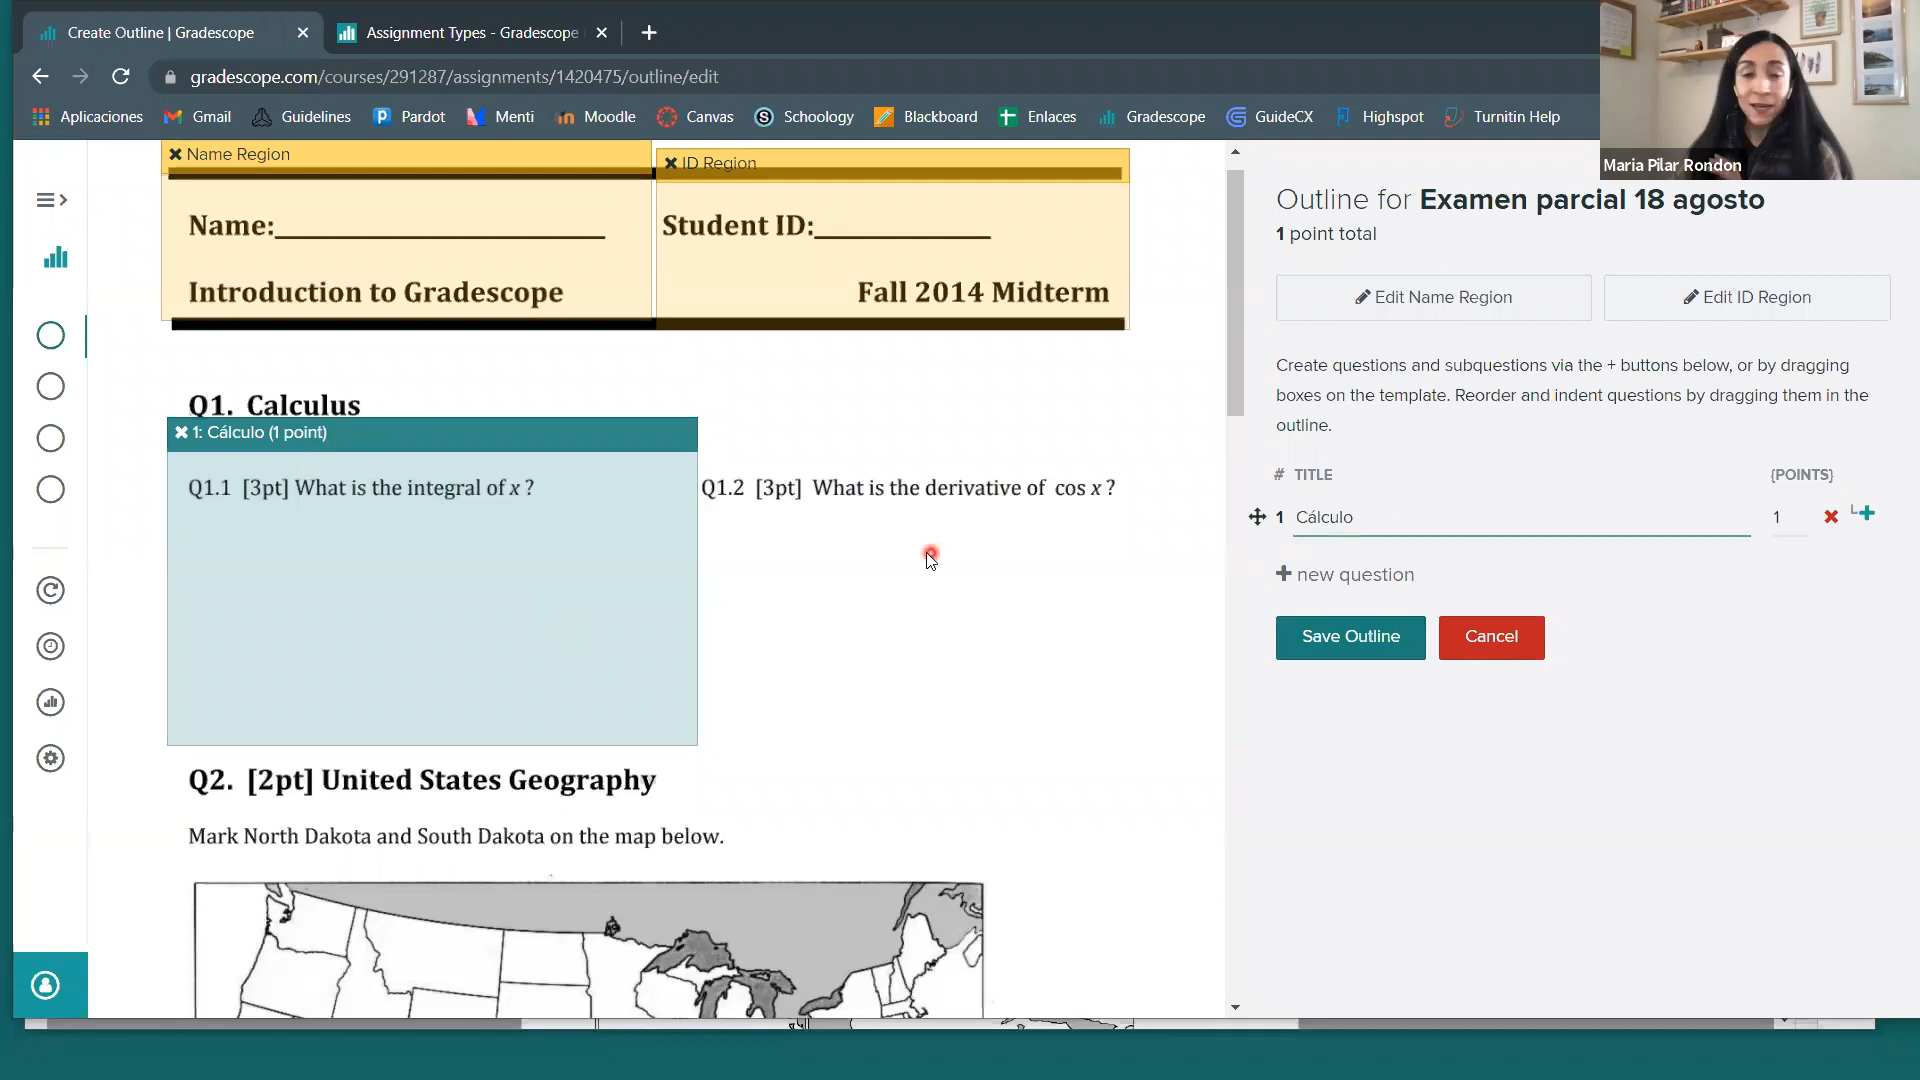 Create Outline | Gradescope
Assignment Types - Gradescope
gradescope.com/courses/291287/assignments/1420475/outline/edit
Aplicaciones Gmail Guidelines Pardot Menti Moodle Canvas Schoology Blackboard Enlaces Gradescope GuideCX Highspot Turnitin Help
Maria Pilar Rondon
Name Region
ID Region
Name:
Student ID:
Introduction to Gradescope
Fall 2014 Midterm
Q1. Calculus
1: Cálculo (1 point)
Q1.1 [3pt] What is the integral of x ?
Q1.2 [3pt] What is the derivative of cos x ?
Q2. [2pt] United States Geography
Mark North Dakota and South Dakota on the map below.
Outline for Examen parcial 18 agosto
1 point total
Edit Name Region
Edit ID Region
Create questions and subquestions via the + buttons below, or by dragging
boxes on the template. Reorder and indent questions by dragging them in the
outline.
# TITLE {POINTS}
1 Cálculo 1
+ new question
Save Outline
Cancel